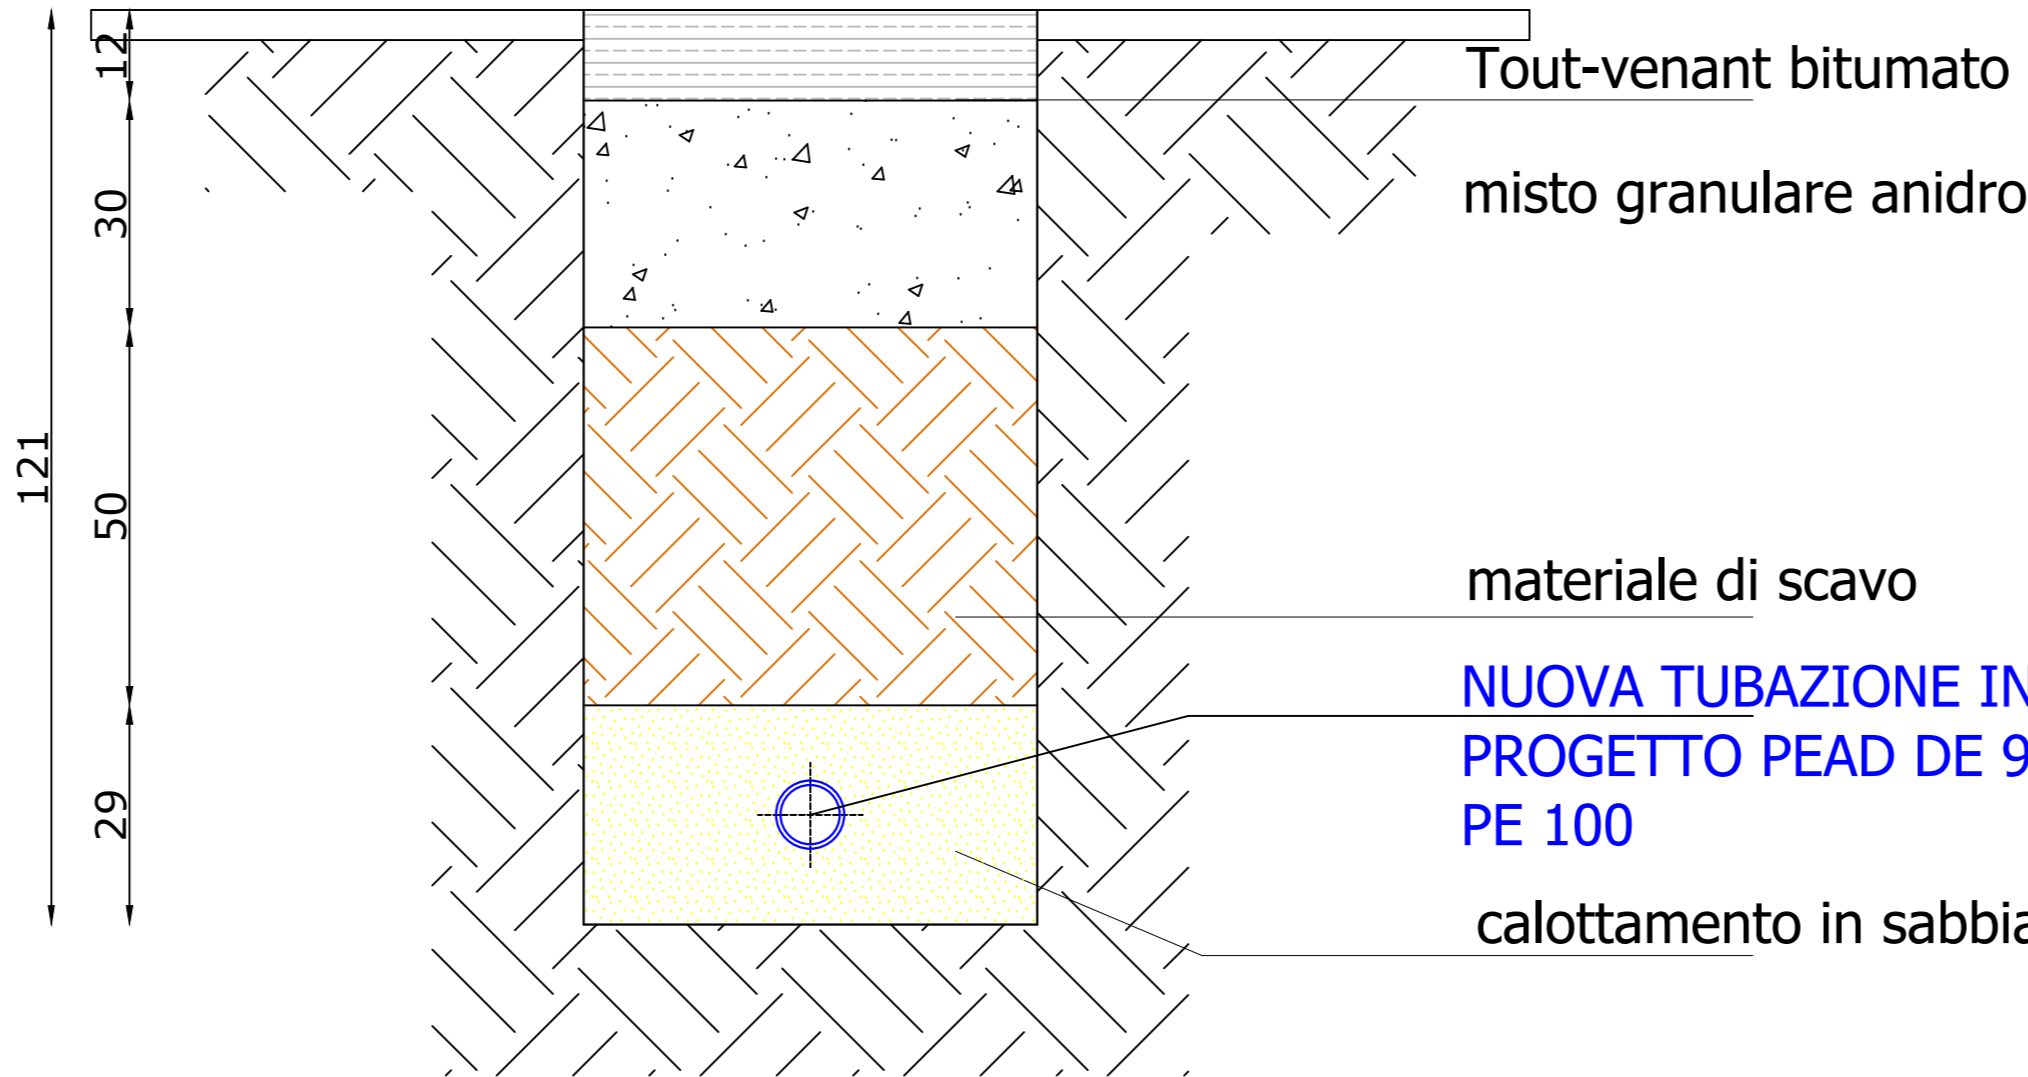 12
Tout-venant bitumato
30
misto granulare anidro
121
50
materiale di scavo
NUOVA TUBAZIONE IN
PROGETTO PEAD DE 9
PE 100
29
calottamento in sabbia